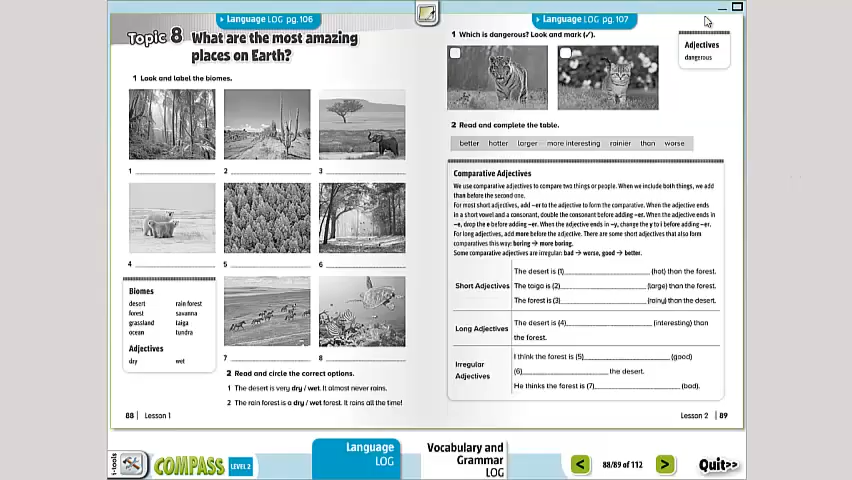 Language LOG pg.106
Topic 8 What are the most amazing
places on Earth?
1 Look and label the biomes.
1
2
3
4
5
6
7
8
Biomes
desert rain forest
forest savanna
grassland taiga
ocean tundra
Adjectives
dry wet
2 Read and circle the correct options.
1 The desert is very dry / wet. It almost never rains.
2 The rain forest is a dry / wet forest. It rains all the time!
88 Lesson 1
Language LOG pg.107
1 Which is dangerous? Look and mark (✓).
Adjectives
dangerous
2 Read and complete the table.
better hotter larger more interesting rainier than worse
Comparative Adjectives
We use comparative adjectives to compare two things or people. When we include both things, we add
than before the second one.
For most short adjectives, add -er to the adjective to form the comparative. When the adjective ends
in a short vowel and a consonant, double the consonant before adding -er. When the adjective ends in
-e, drop the e before adding -er. When the adjective ends in -y, change the y to i before adding -er.
For long adjectives, add more before the adjective. There are some short adjectives that also form
comparatives this way: boring → more boring.
Some comparative adjectives are irregular: bad → worse, good → better.
Short Adjectives
The desert is (1)____________________ (hot) than the forest.
The taiga is (2)____________________ (large) than the forest.
The forest is (3)____________________ (rainy) than the desert.
Long Adjectives
The desert is (4)____________________ (interesting) than
the forest.
Irregular
Adjectives
I think the forest is (5)____________________ (good)
(6)____________________ the desert.
He thinks the forest is (7)____________________ (bad).
Lesson 2 89
t-tools
COMPASS LEVEL 2
Language
LOG
Vocabulary and
Grammar
LOG
< 88/89 of 112 >
Quit>>